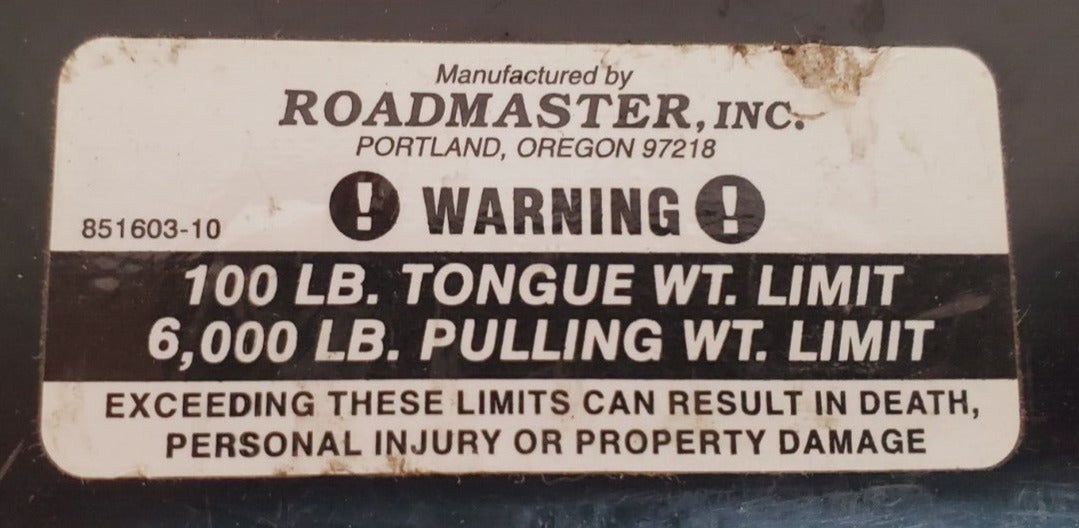 Manufactured by
ROADMASTER, INC.
PORTLAND, OREGON 97218
! WARNING !
851603-10
100 LB. TONGUE WT. LIMIT
6,000 LB. PULLING WT. LIMIT
EXCEEDING THESE LIMITS CAN RESULT IN DEATH,
PERSONAL INJURY OR PROPERTY DAMAGE